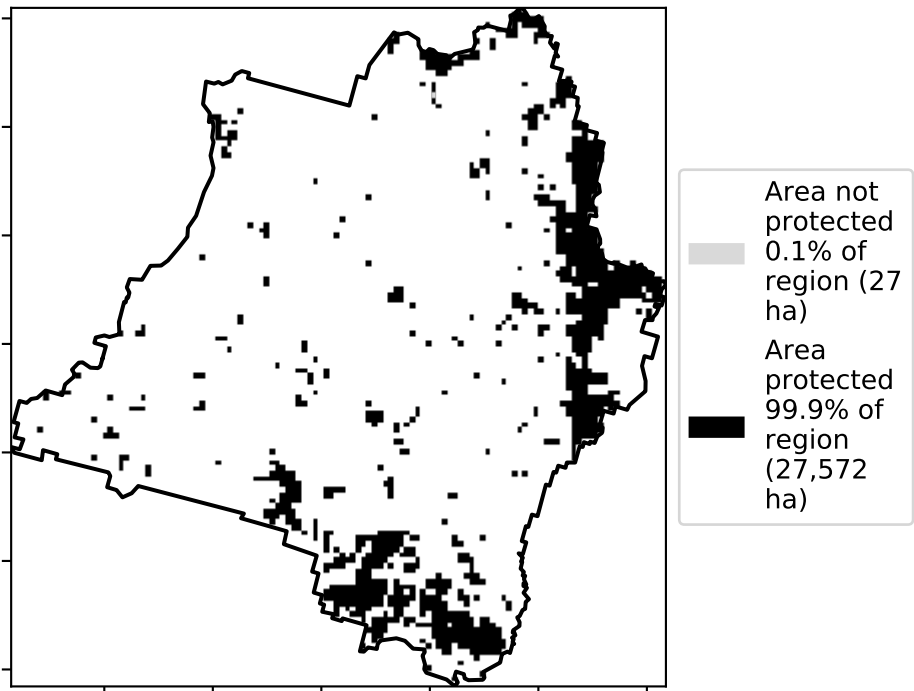 Area not
protected
0.1% of
region (27
ha)
Area
protected
99.9% of
region
(27,572
ha)